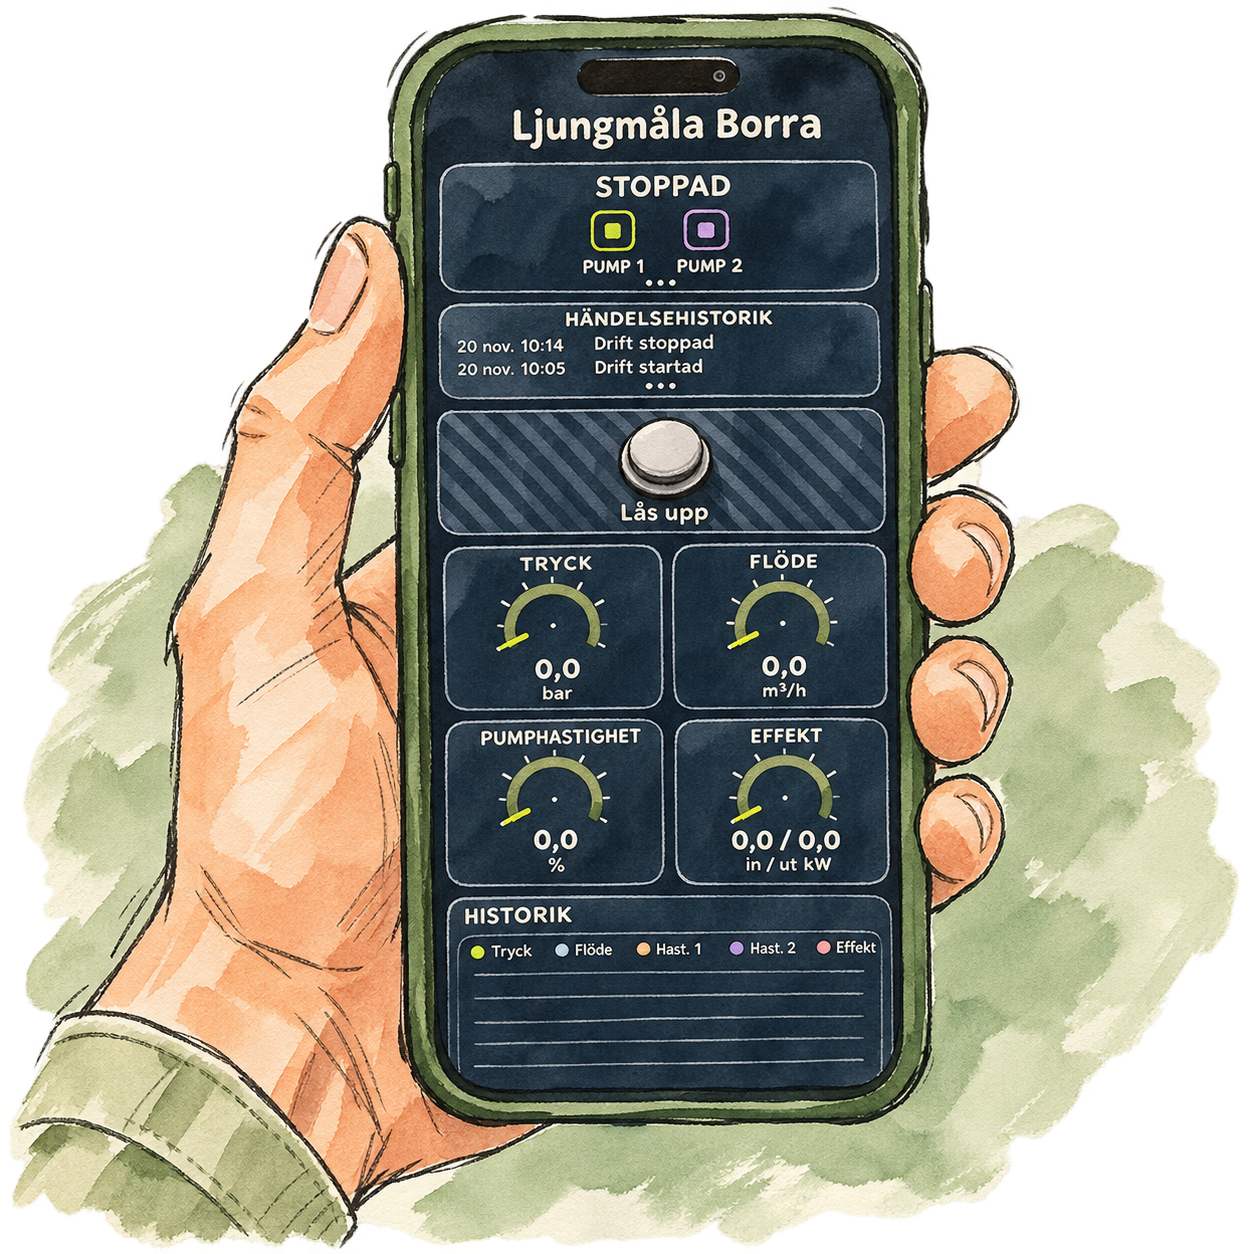 Ljungmåla Borra
STOPPAD
PUMP 1 PUMP 2
HÄNDELSEHISTORIK
20 nov. 10:14 Drift stoppad
20 nov. 10:05 Drift startad
Lås upp
TRYCK
0,0
bar
FLÖDE
0,0
m³/h
PUMPHASTIGHET
0,0
%
EFFEKT
0,0 / 0,0
in / ut kW
HISTORIK
Tryck Flöde Hast. 1 Hast. 2 Effekt